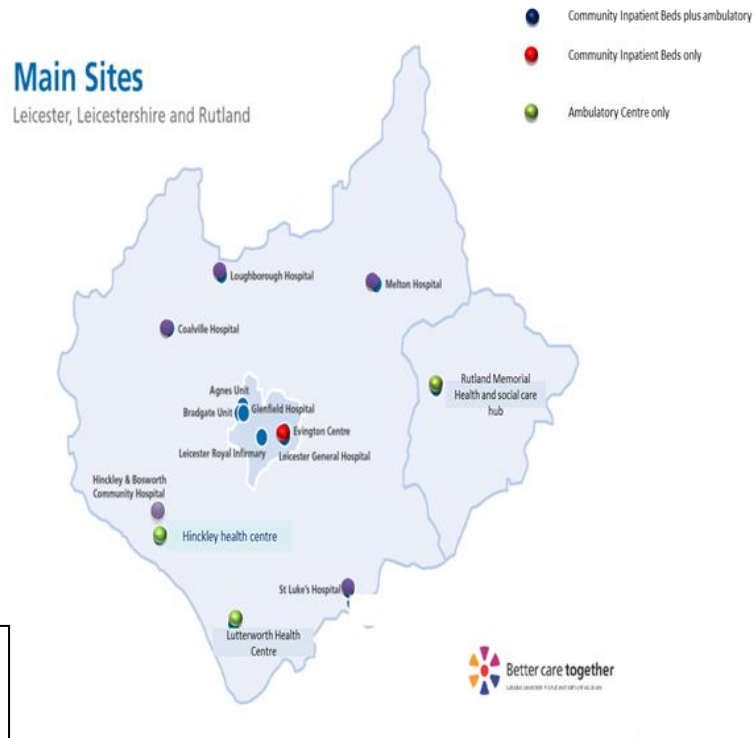 Community Inpatient Beds plus ambulatory
Community Inpatient Beds only
Ambulatory Centre only
Main Sites
Leicester, Leicestershire and Rutland
Loughborough Hospital
Melton Hospital
Coalville Hospital
Rutland Memorial
Health and social care
hub
Agnes Unit
Bradgate Unit
Glenfield Hospital
Evington Centre
Leicester Royal Infirmary
Leicester General Hospital
Hinckley & Bosworth
Community Hospital
Hinckley health centre
St Luke's Hospital
Lutterworth Health
Centre
Better care together